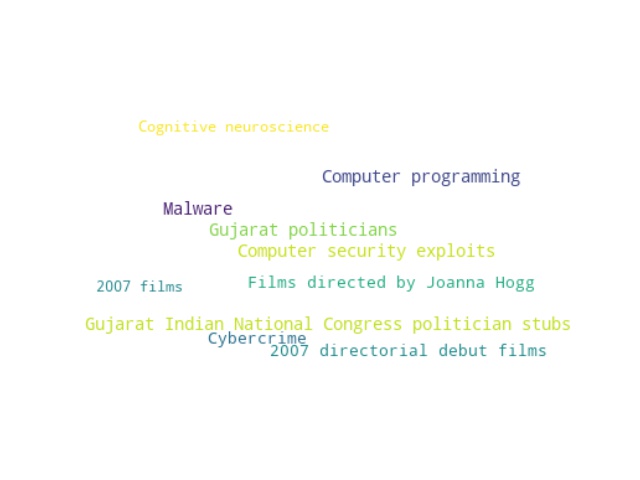 Cognitive neuroscience
Computer programming
Malware
Gujarat politicians
Computer security exploits
2007 films
Films directed by Joanna Hogg
Gujarat Indian National Congress politician stubs
Cybercrime
2007 directorial debut films